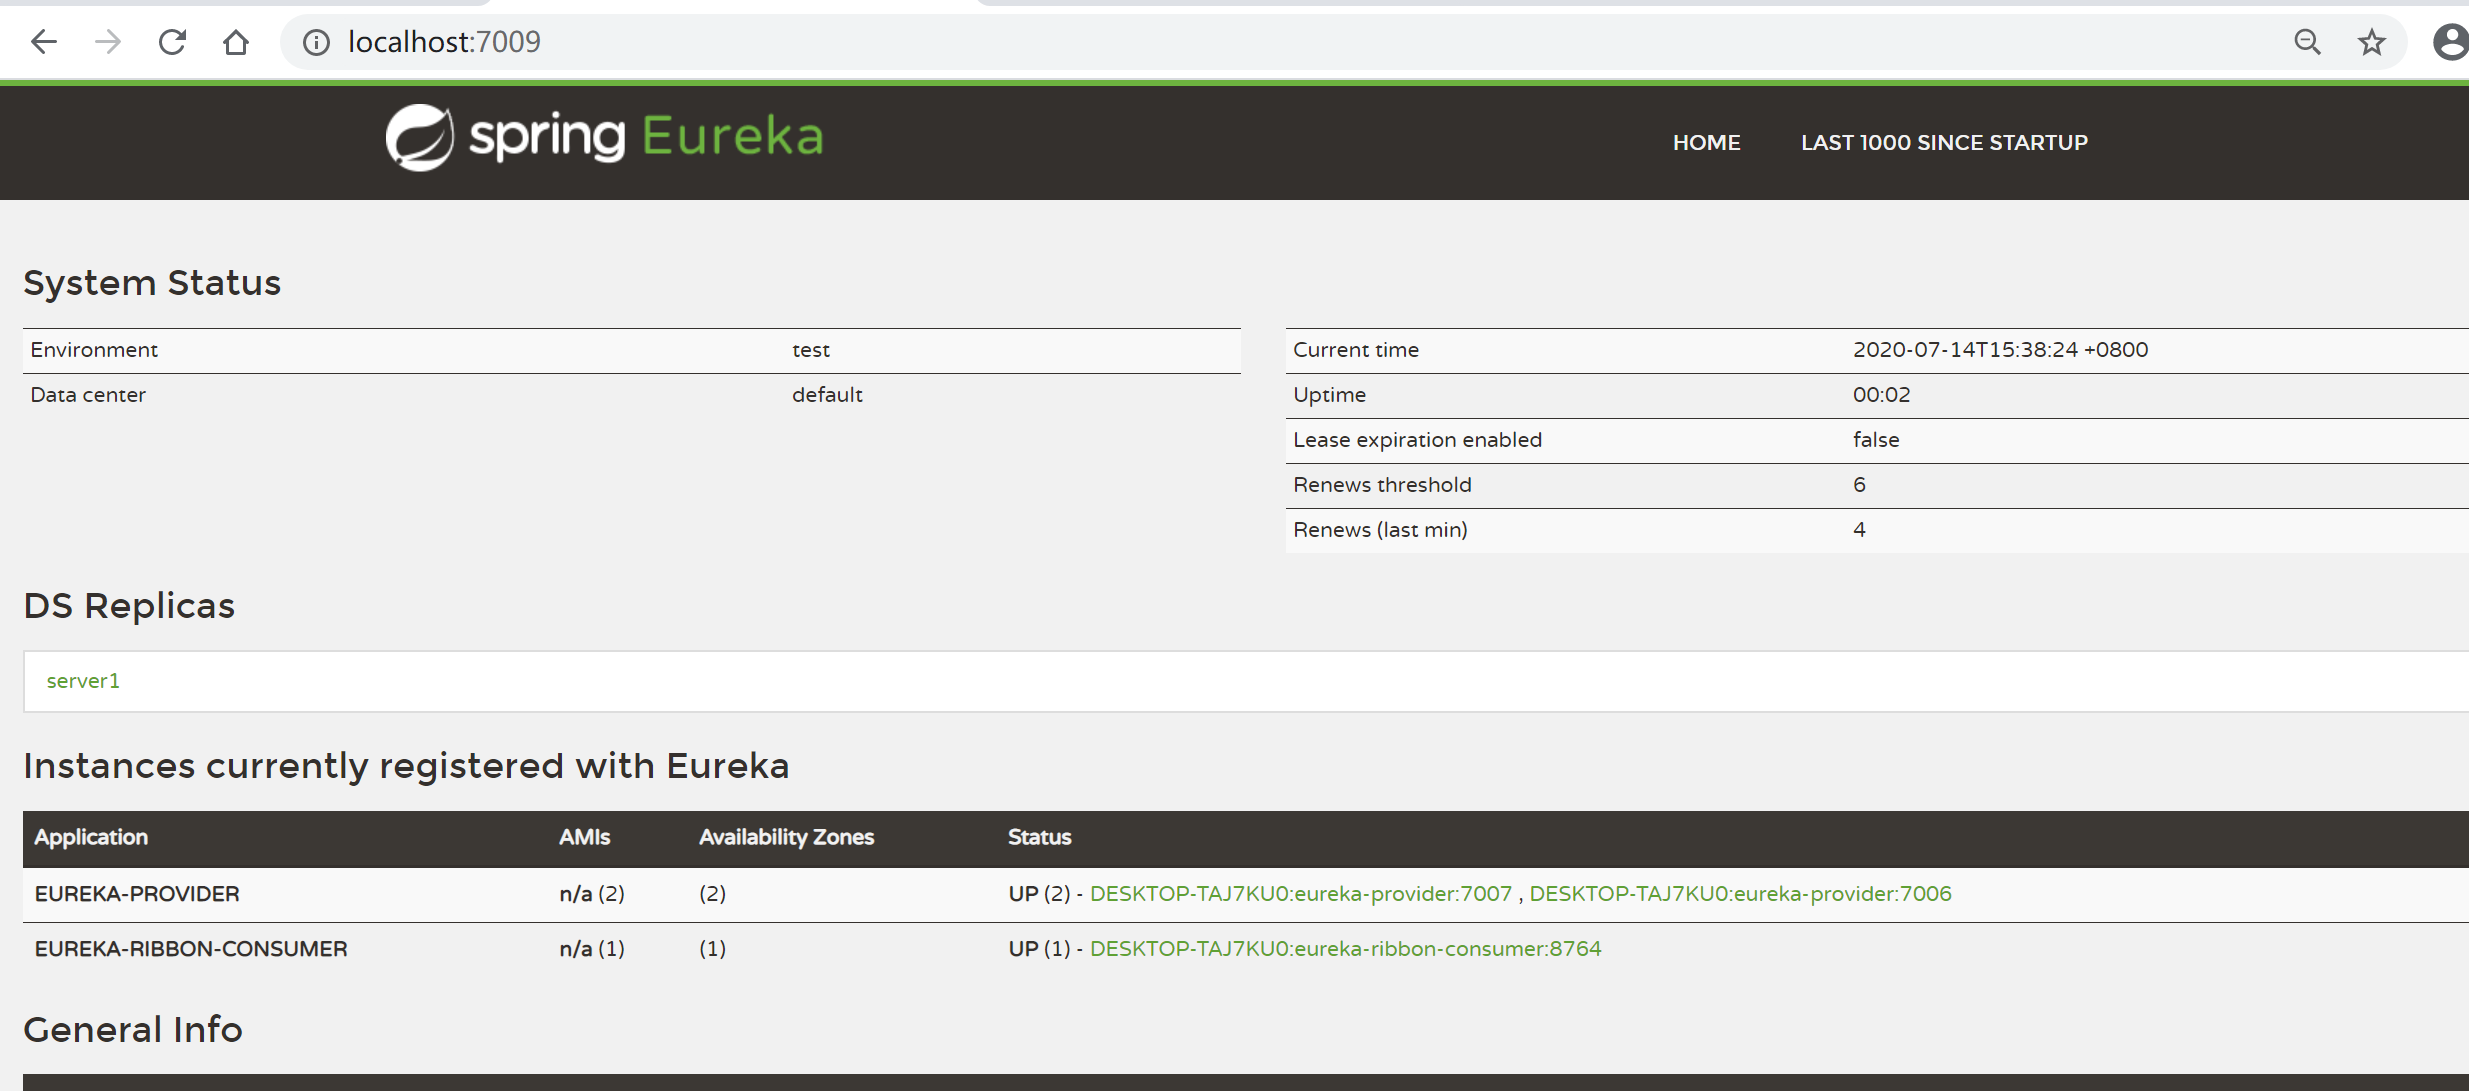 localhost:7009
spring Eureka
HOME LAST 1000 SINCE STARTUP
System Status
Environment test
Data center default
Current time 2020-07-14T15:38:24 +0800
Uptime 00:02
Lease expiration enabled false
Renews threshold 6
Renews (last min) 4
DS Replicas
server1
Instances currently registered with Eureka
Application AMIs Availability Zones Status
EUREKA-PROVIDER n/a (2) (2) UP (2) - DESKTOP-TAJ7KU0:eureka-provider:7007 , DESKTOP-TAJ7KU0:eureka-provider:7006
EUREKA-RIBBON-CONSUMER n/a (1) (1) UP (1) - DESKTOP-TAJ7KU0:eureka-ribbon-consumer:8764
General Info